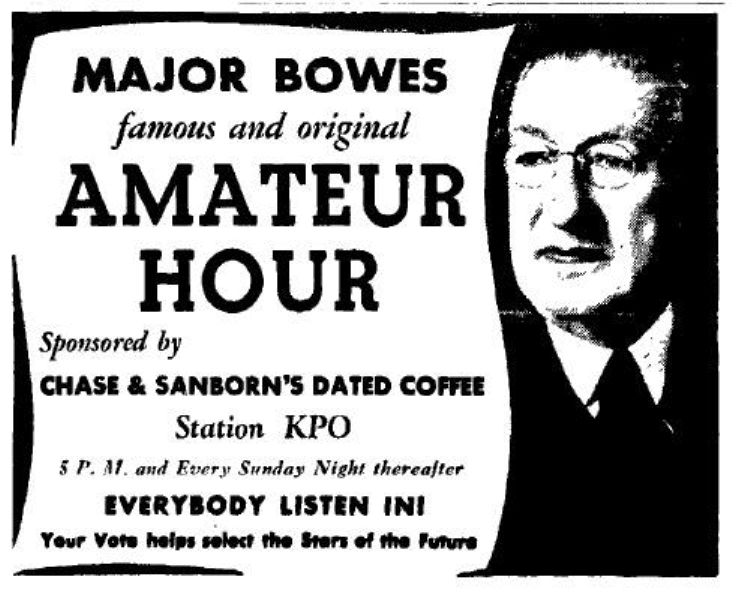 MAJOR BOWES
famous and original
AMATEUR
HOUR
Sponsored by
CHASE & SANBORN'S DATED COFFEE
Station KPO
5 P. M. and Every Sunday Night thereafter
EVERYBODY LISTEN IN!
Your Vote helps select the Stars of the Future